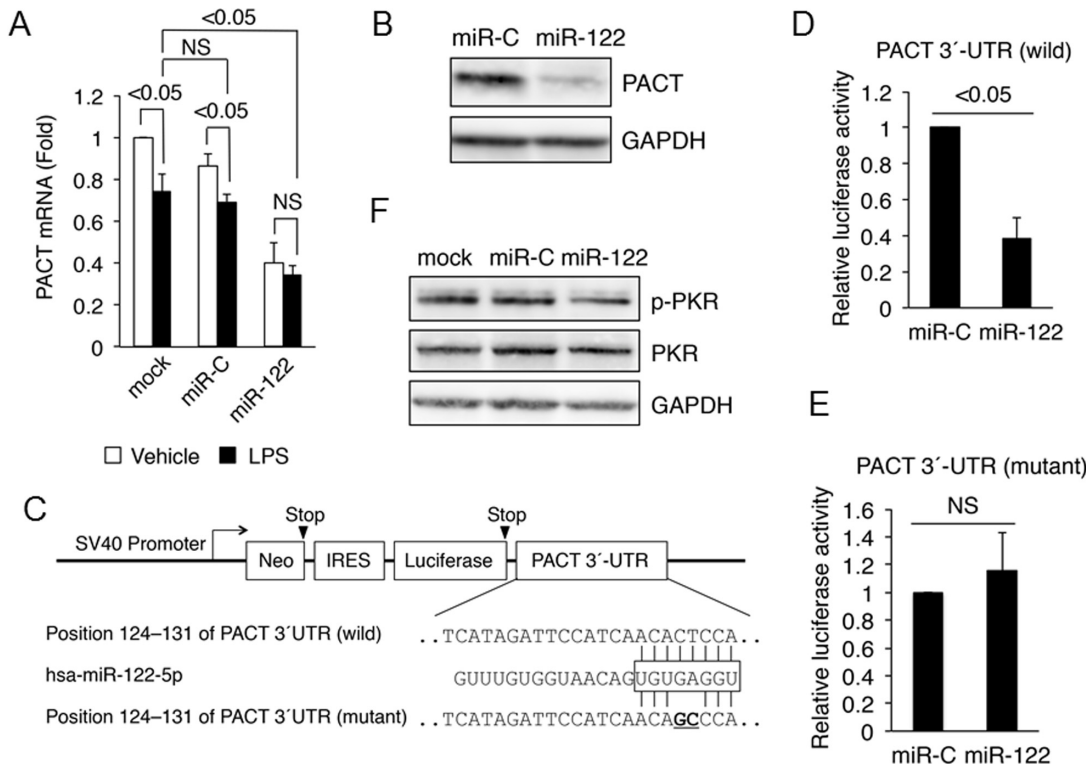 A
<0.05
NS
<0.05
<0.05
NS
PACT mRNA (Fold)
1.2
1
0.8
0.6
0.4
0.2
0
mock
miR-C
miR-122
Vehicle
LPS
B
miR-C miR-122
PACT
GAPDH
F
mock miR-C miR-122
p-PKR
PKR
GAPDH
D
PACT 3´-UTR (wild)
<0.05
Relative luciferase activity
1.2
1
0.8
0.6
0.4
0.2
0
miR-C miR-122
E
PACT 3´-UTR (mutant)
NS
Relative luciferase activity
1.6
1.4
1.2
1
0.8
0.6
0.4
0.2
0
miR-C miR-122
C
Stop Stop
SV40 Promoter
Neo IRES Luciferase PACT 3´-UTR
Position 124–131 of PACT 3´UTR (wild) ..TCATAGATTCCATCAACACTCCA..
hsa-miR-122-5p GUUUGUGGUAACAGUGUGAGGU
Position 124–131 of PACT 3´UTR (mutant) ..TCATAGATTCCATCAACAGCCCA..